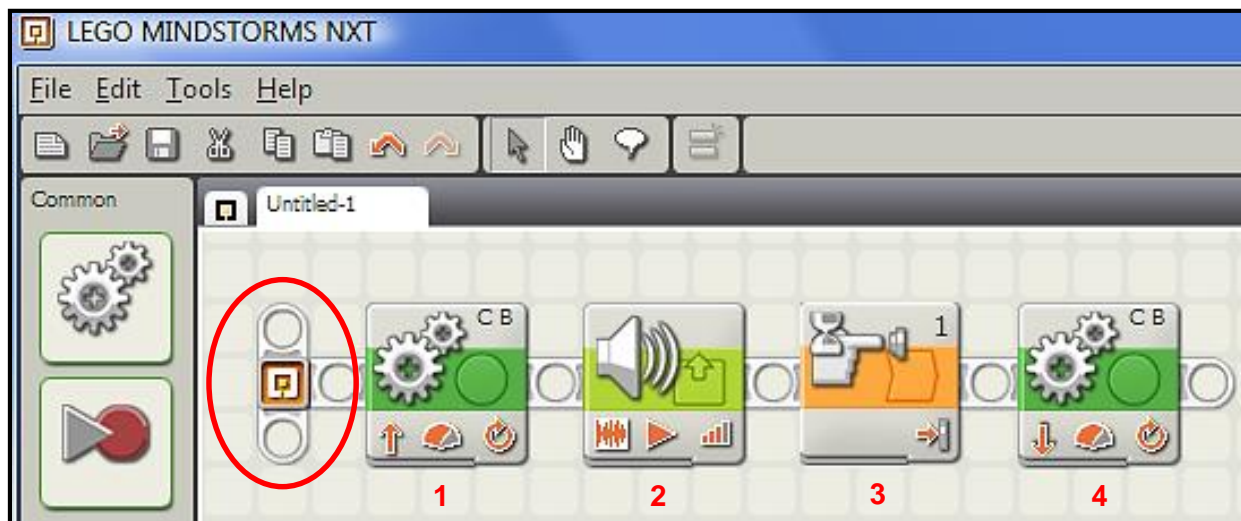 LEGO MINDSTORMS NXT
File Edit Tools Help
Common
Untitled-1
C B
1
C B
1
2
3
4